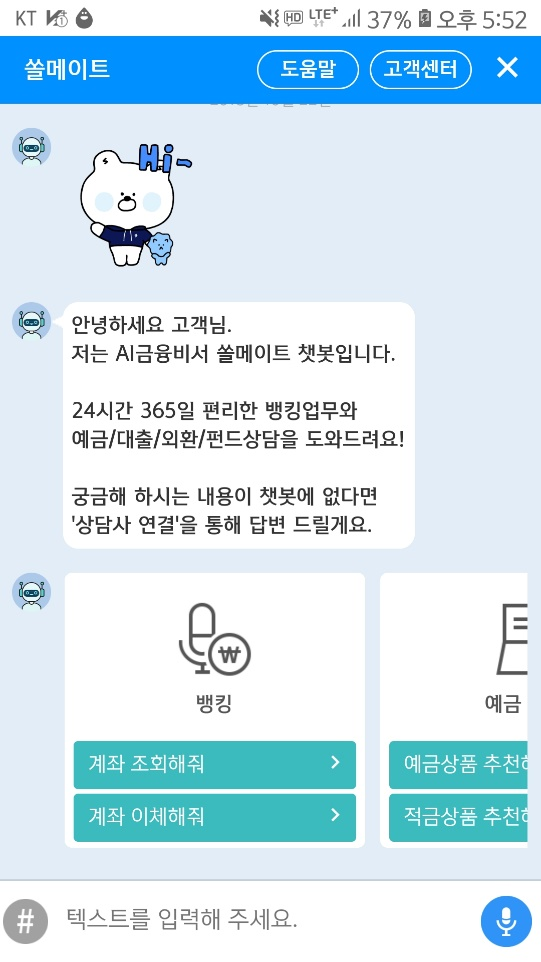 KT HD LTE+ 37% 오후 5:52
쏠메이트 도움말 고객센터
Hi~
안녕하세요 고객님.
저는 AI금융비서 쏠메이트 챗봇입니다.
24시간 365일 편리한 뱅킹업무와
예금/대출/외환/펀드상담을 도와드려요!
궁금해 하시는 내용이 챗봇에 없다면
'상담사 연결'을 통해 답변 드릴게요.
뱅킹
계좌 조회해줘
계좌 이체해줘
예금
예금상품 추천
적금상품 추천
# 텍스트를 입력해 주세요.